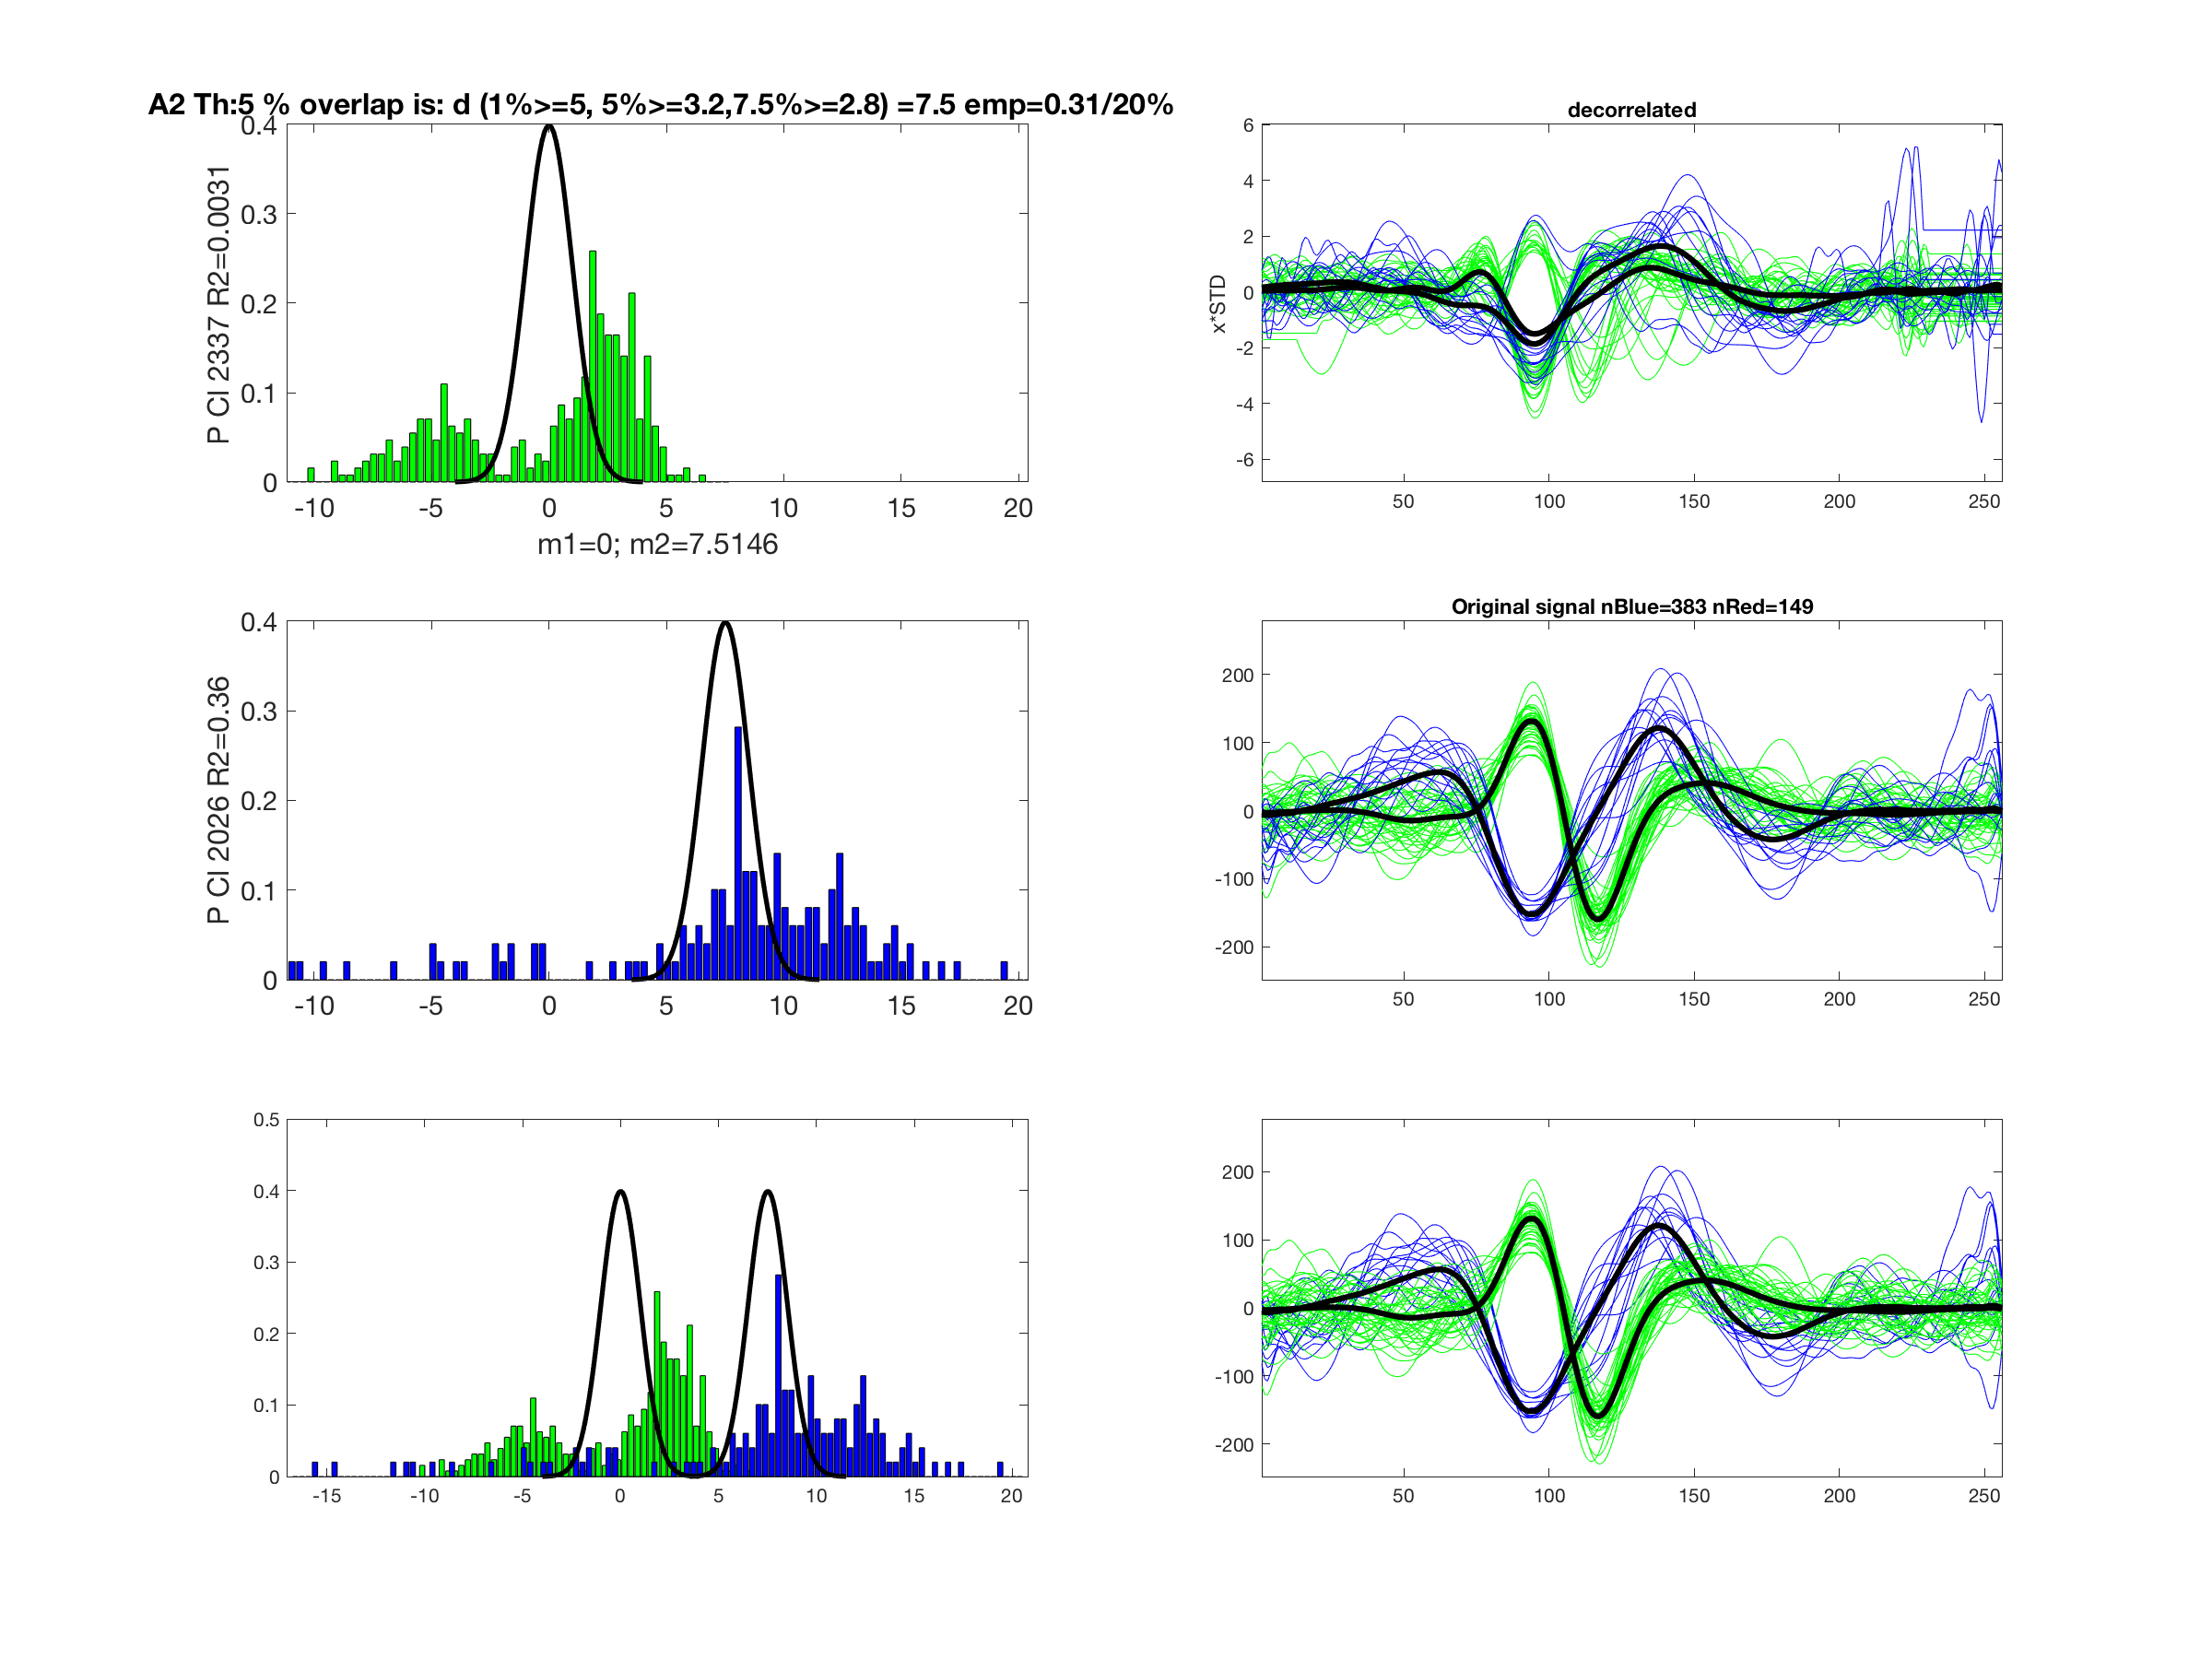 A2 Th:5 % overlap is: d (1%>=5, 5%>=3.2,7.5%>=2.8) =7.5 emp=0.31/20%
0.4
0.3
0.2
0.1
0
P Cl 2337 R2=0.0031
-10 -5 0 5 10 15 20
m1=0; m2=7.5146
decorrelated
6
4
2
0
-2
-4
-6
x*STD
50 100 150 200 250
0.4
0.3
0.2
0.1
0
P Cl 2026 R2=0.36
-10 -5 0 5 10 15 20
Original signal nBlue=383 nRed=149
200
100
0
-100
-200
50 100 150 200 250
0.5
0.4
0.3
0.2
0.1
0
-15 -10 -5 0 5 10 15 20
200
100
0
-100
-200
50 100 150 200 250